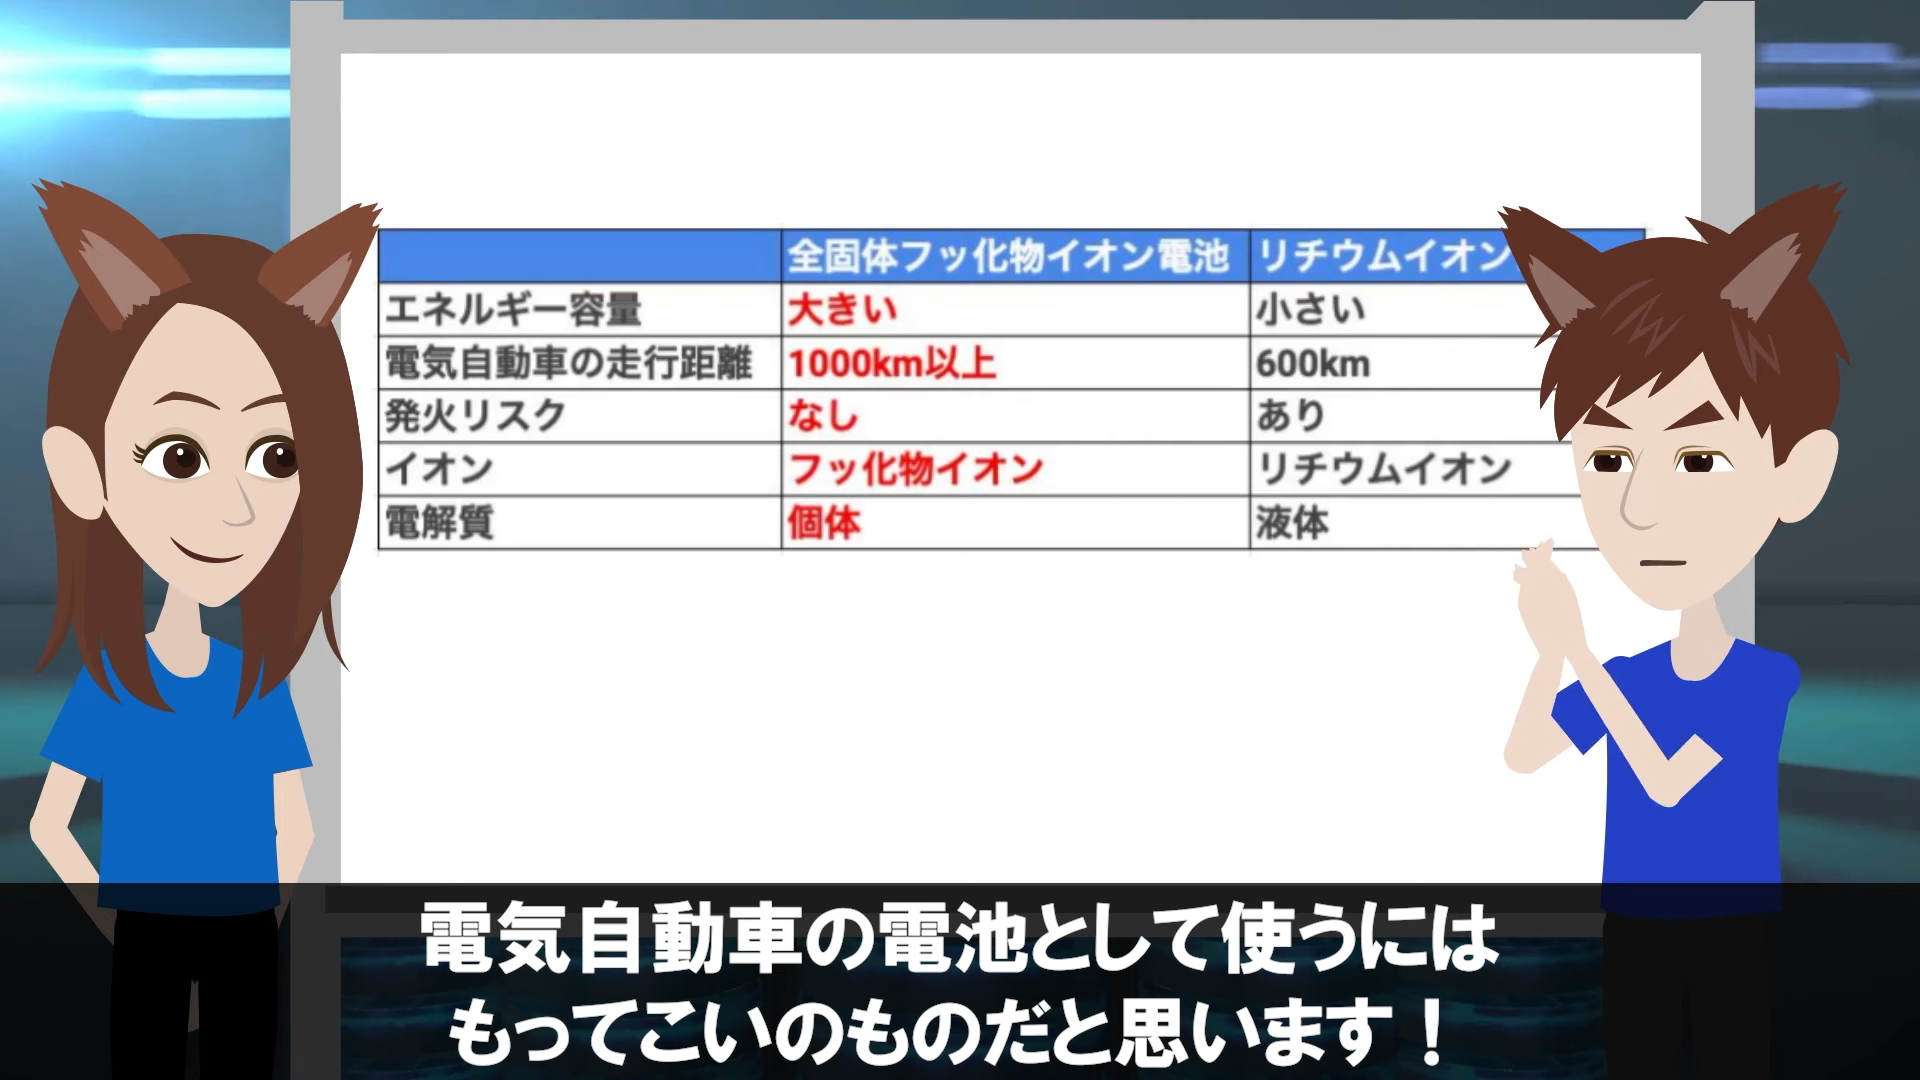 全固体フッ化物イオン電池 リチウムイオン
エネルギー容量 大きい 小さい
電気自動車の走行距離 1000km以上 600km
発火リスク なし あり
イオン フッ化物イオン リチウムイオン
電解質 個体 液体
電気自動車の電池として使うには
もってこいのものだと思います！